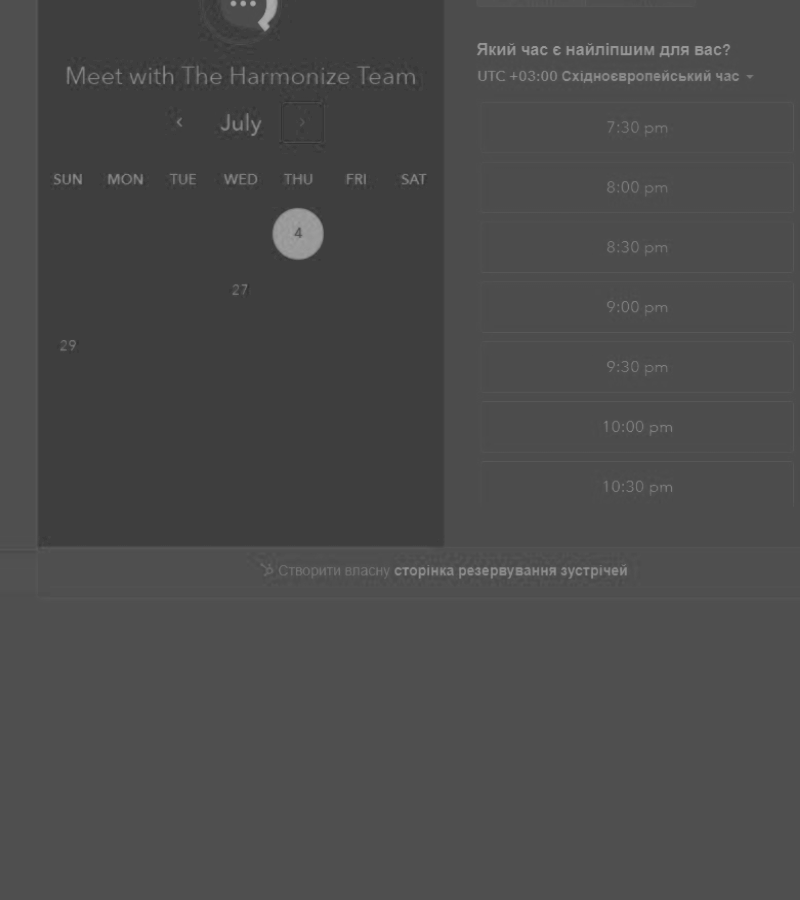 Meet with The Harmonize Team
July
SUN MON TUE WED THU FRI SAT
4
27
29
Який час є найліпшим для вас?
UTC +03:00 Східноєвропейський час
7:30 pm
8:00 pm
8:30 pm
9:00 pm
9:30 pm
10:00 pm
10:30 pm
Створити власну сторінка резервування зустрічей